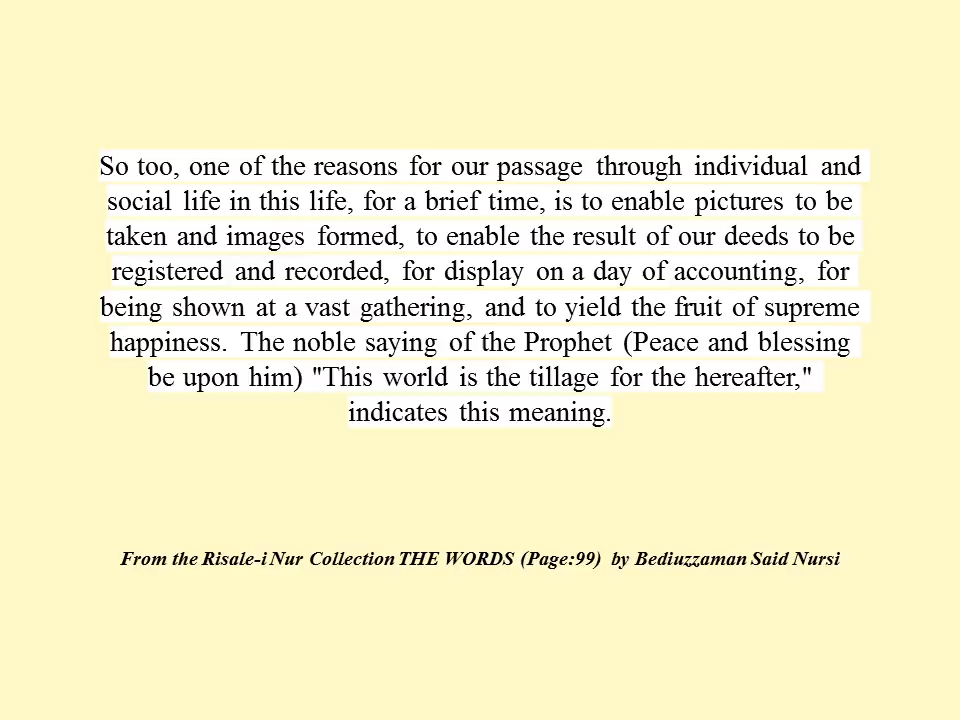 So too, one of the reasons for our passage through individual and
social life in this life, for a brief time, is to enable pictures to be
taken and images formed, to enable the result of our deeds to be
registered and recorded, for display on a day of accounting, for
being shown at a vast gathering, and to yield the fruit of supreme
happiness. The noble saying of the Prophet (Peace and blessing
be upon him) "This world is the tillage for the hereafter,"
indicates this meaning.
From the Risale-i Nur Collection THE WORDS (Page:99) by Bediuzzaman Said Nursi